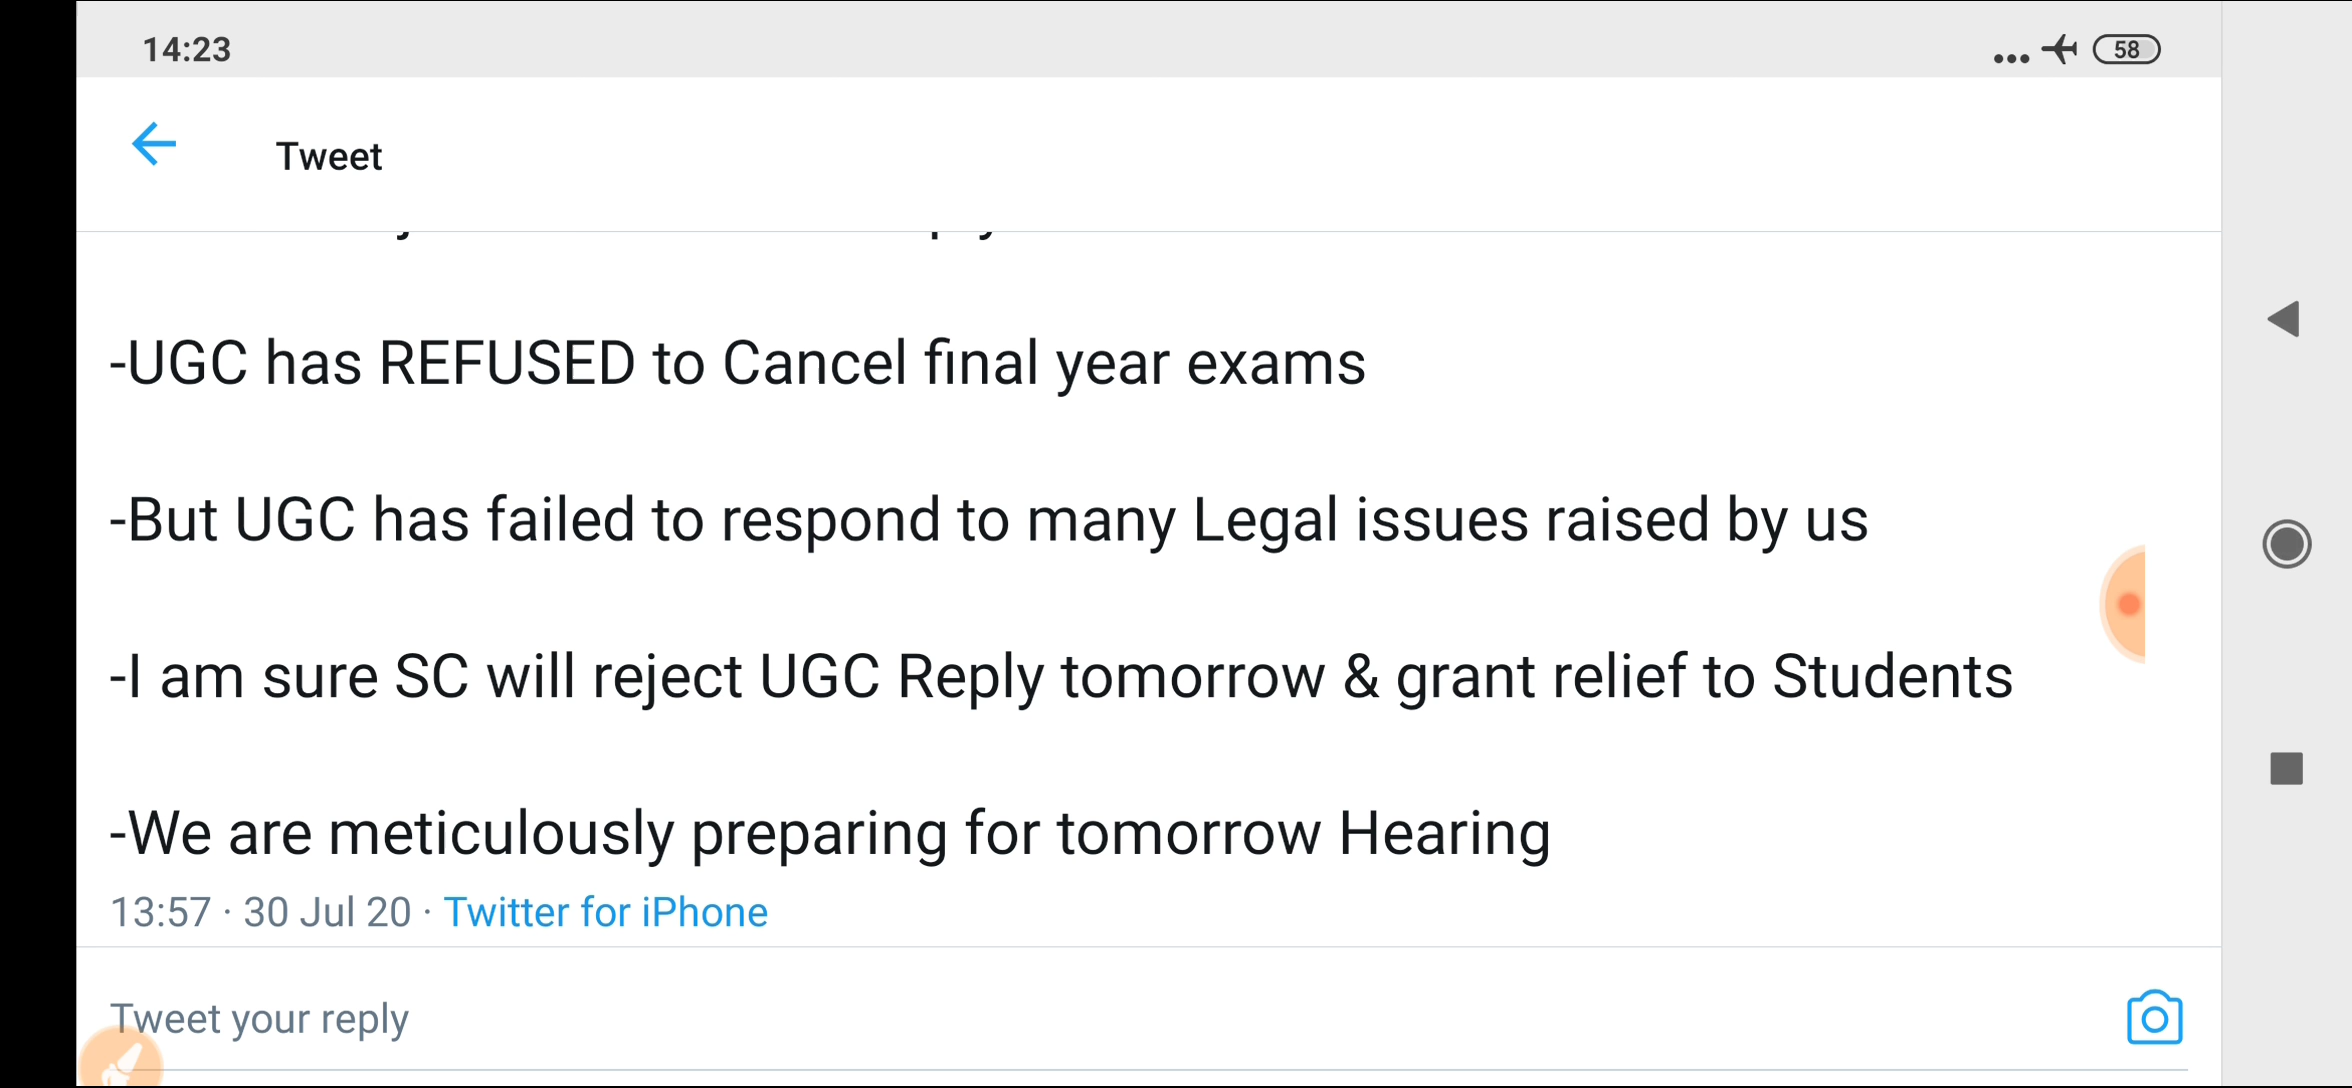 14:23
58
Tweet
-UGC has REFUSED to Cancel final year exams
-But UGC has failed to respond to many Legal issues raised by us
-I am sure SC will reject UGC Reply tomorrow & grant relief to Students
-We are meticulously preparing for tomorrow Hearing
13:57 · 30 Jul 20 · Twitter for iPhone
Tweet your reply